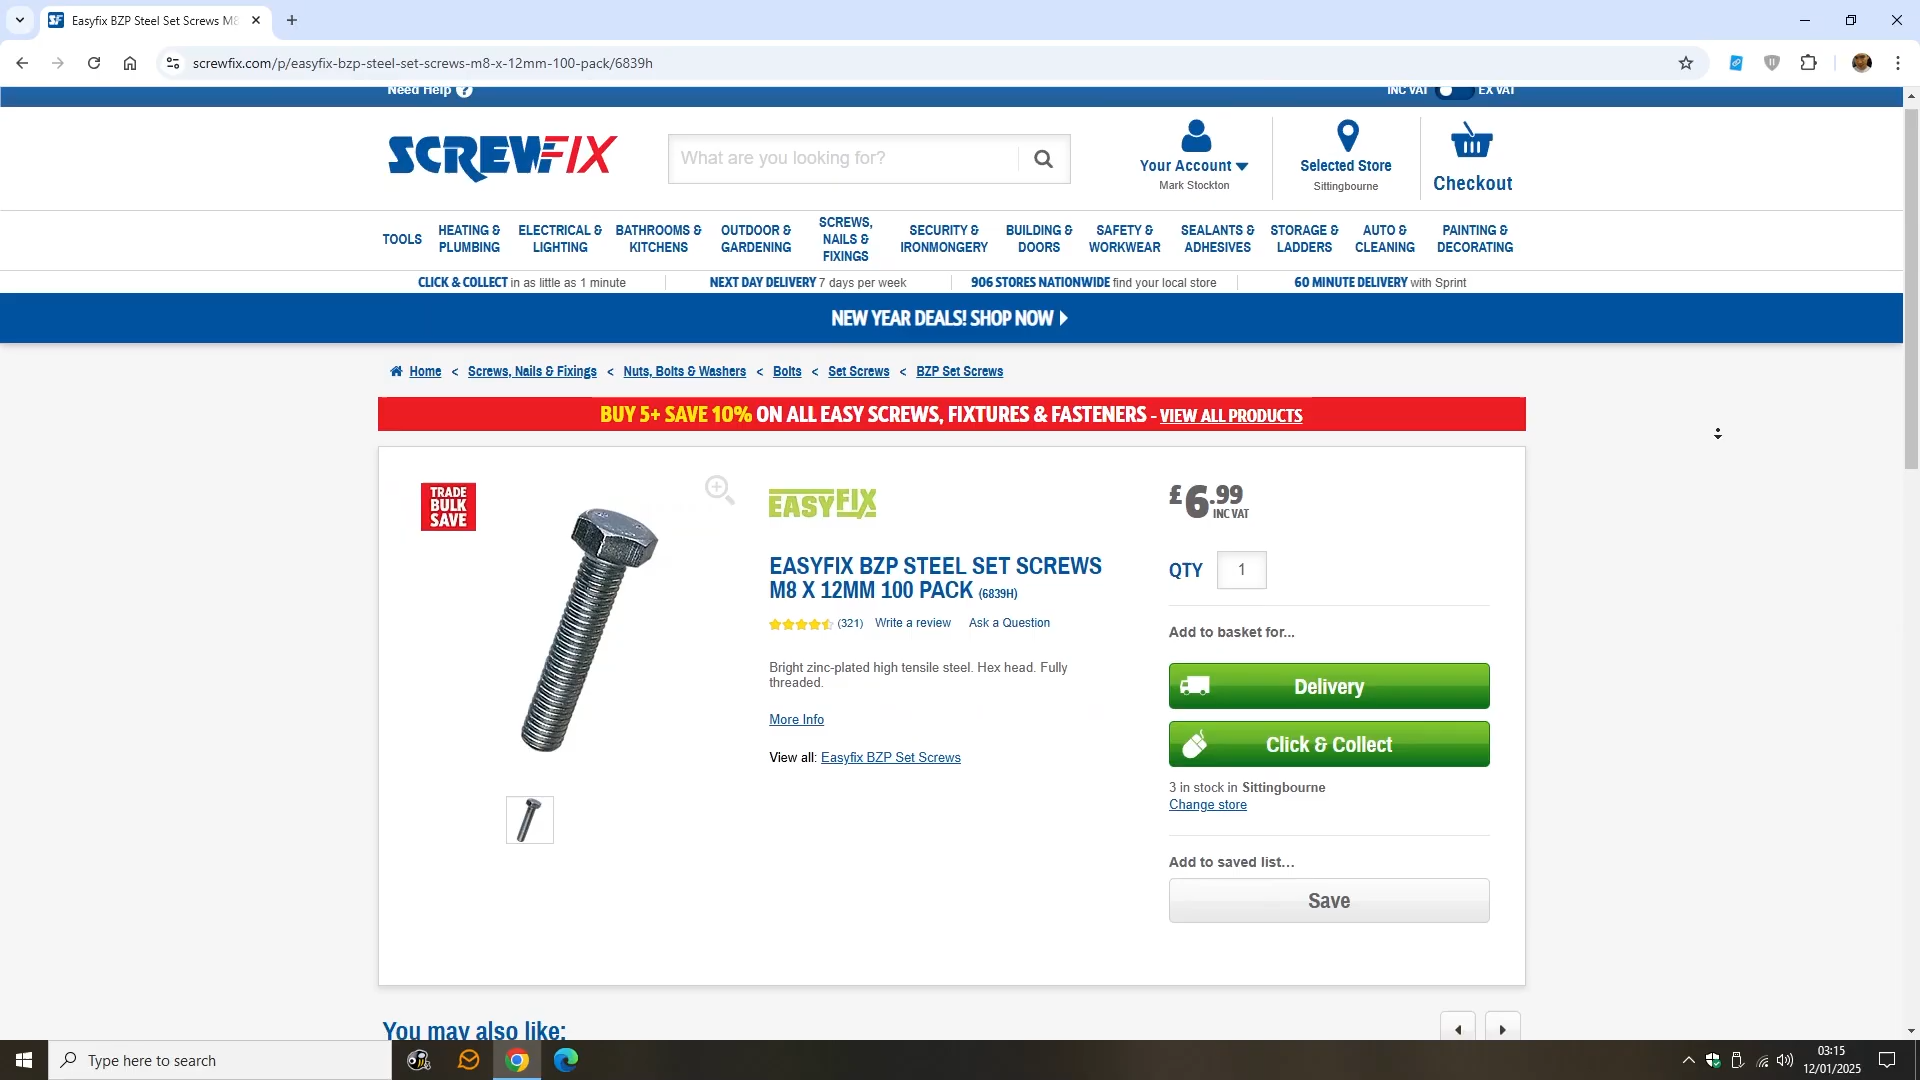 Easyfix BZP Steel Set Screws M8
screwfix.com/p/easyfix-bzp-steel-set-screws-m8-x-12mm-100-pack/6839h
Need Help ?
INC VAT EX VAT
SCREWFIX
What are you looking for?
Your Account
Mark Stockton
Selected Store
Sittingbourne
Checkout
TOOLS
HEATING &
PLUMBING
ELECTRICAL &
LIGHTING
BATHROOMS &
KITCHENS
OUTDOOR &
GARDENING
SCREWS,
NAILS &
FIXINGS
SECURITY &
IRONMONGERY
BUILDING &
DOORS
SAFETY &
WORKWEAR
SEALANTS &
ADHESIVES
STORAGE &
LADDERS
AUTO &
CLEANING
PAINTING &
DECORATING
CLICK & COLLECT in as little as 1 minute
NEXT DAY DELIVERY 7 days per week
906 STORES NATIONWIDE find your local store
60 MINUTE DELIVERY with Sprint
NEW YEAR DEALS! SHOP NOW
Home < Screws, Nails & Fixings < Nuts, Bolts & Washers < Bolts < Set Screws < BZP Set Screws
BUY 5+ SAVE 10% ON ALL EASY SCREWS, FIXTURES & FASTENERS - VIEW ALL PRODUCTS
TRADE
BULK
SAVE
EASYFIX
EASYFIX BZP STEEL SET SCREWS
M8 X 12MM 100 PACK (6839H)
(321) Write a review Ask a Question
Bright zinc-plated high tensile steel. Hex head. Fully
threaded.
More Info
View all: Easyfix BZP Set Screws
£6.99
INC VAT
QTY 1
Add to basket for...
Delivery
Click & Collect
3 in stock in Sittingbourne
Change store
Add to saved list...
Save
You may also like:
Type here to search
03:15
12/01/2025